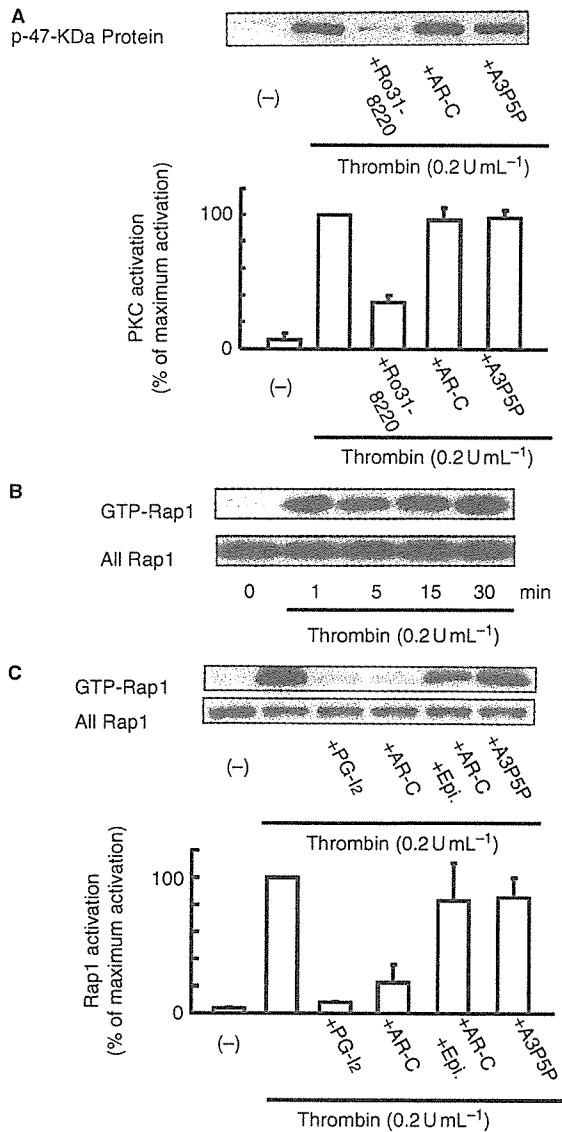 A
p-47-KDa Protein
(–)
+Ro31-
8220
+AR-C
+A3P5P
Thrombin (0.2 U mL–1)
PKC activation
(% of maximum activation)
100
0
(–)
+Ro31-
8220
+AR-C
+A3P5P
Thrombin (0.2 U mL–1)
B
GTP-Rap1
All Rap1
0 1 5 15 30 min
Thrombin (0.2 U mL–1)
C
GTP-Rap1
All Rap1
(–)
+PG-I2
+AR-C
+AR-C
+Epi.
+A3P5P
Thrombin (0.2 U mL–1)
Rap1 activation
(% of maximum activation)
100
0
(–)
+PG-I2
+AR-C
+AR-C
+Epi.
+A3P5P
Thrombin (0.2 U mL–1)